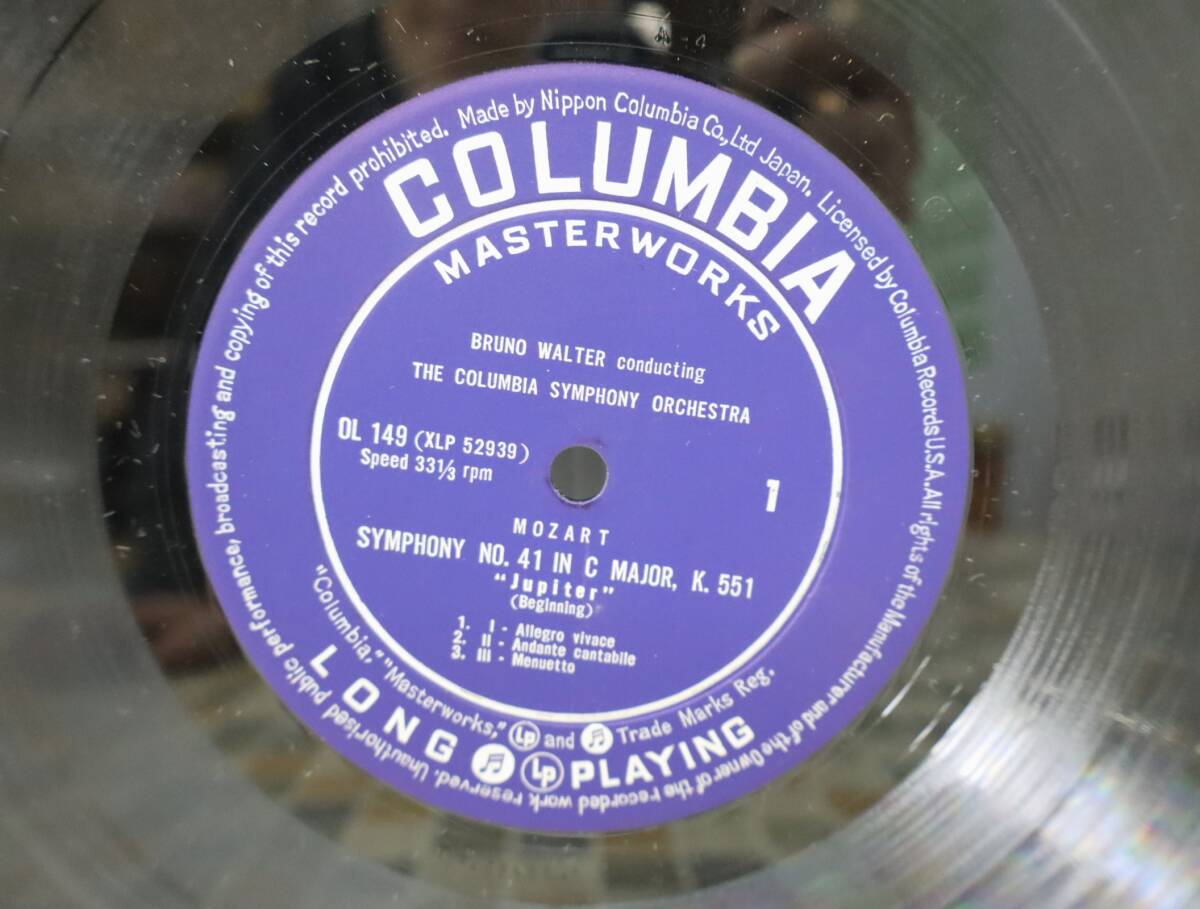 Unauthorised public performance, broadcasting and copying of this record prohibited. Made by Nippon Columbia Co., Ltd Japan. Licensed by Columbia Records U.S.A. All rights of the Manufacturer and of the Owner of the recorded work reserved.
COLUMBIA
MASTERWORKS
BRUNO WALTER conducting
THE COLUMBIA SYMPHONY ORCHESTRA
OL 149 (XLP 52939)
Speed 33⅓ rpm
1
MOZART
SYMPHONY NO. 41 IN C MAJOR, K. 551
"Jupiter"
(Beginning)
1. I - Allegro vivace
2. II - Andante cantabile
3. III - Menuetto
"Columbia," "Masterworks," Lp and Trade Marks Reg.
LONG Lp PLAYING